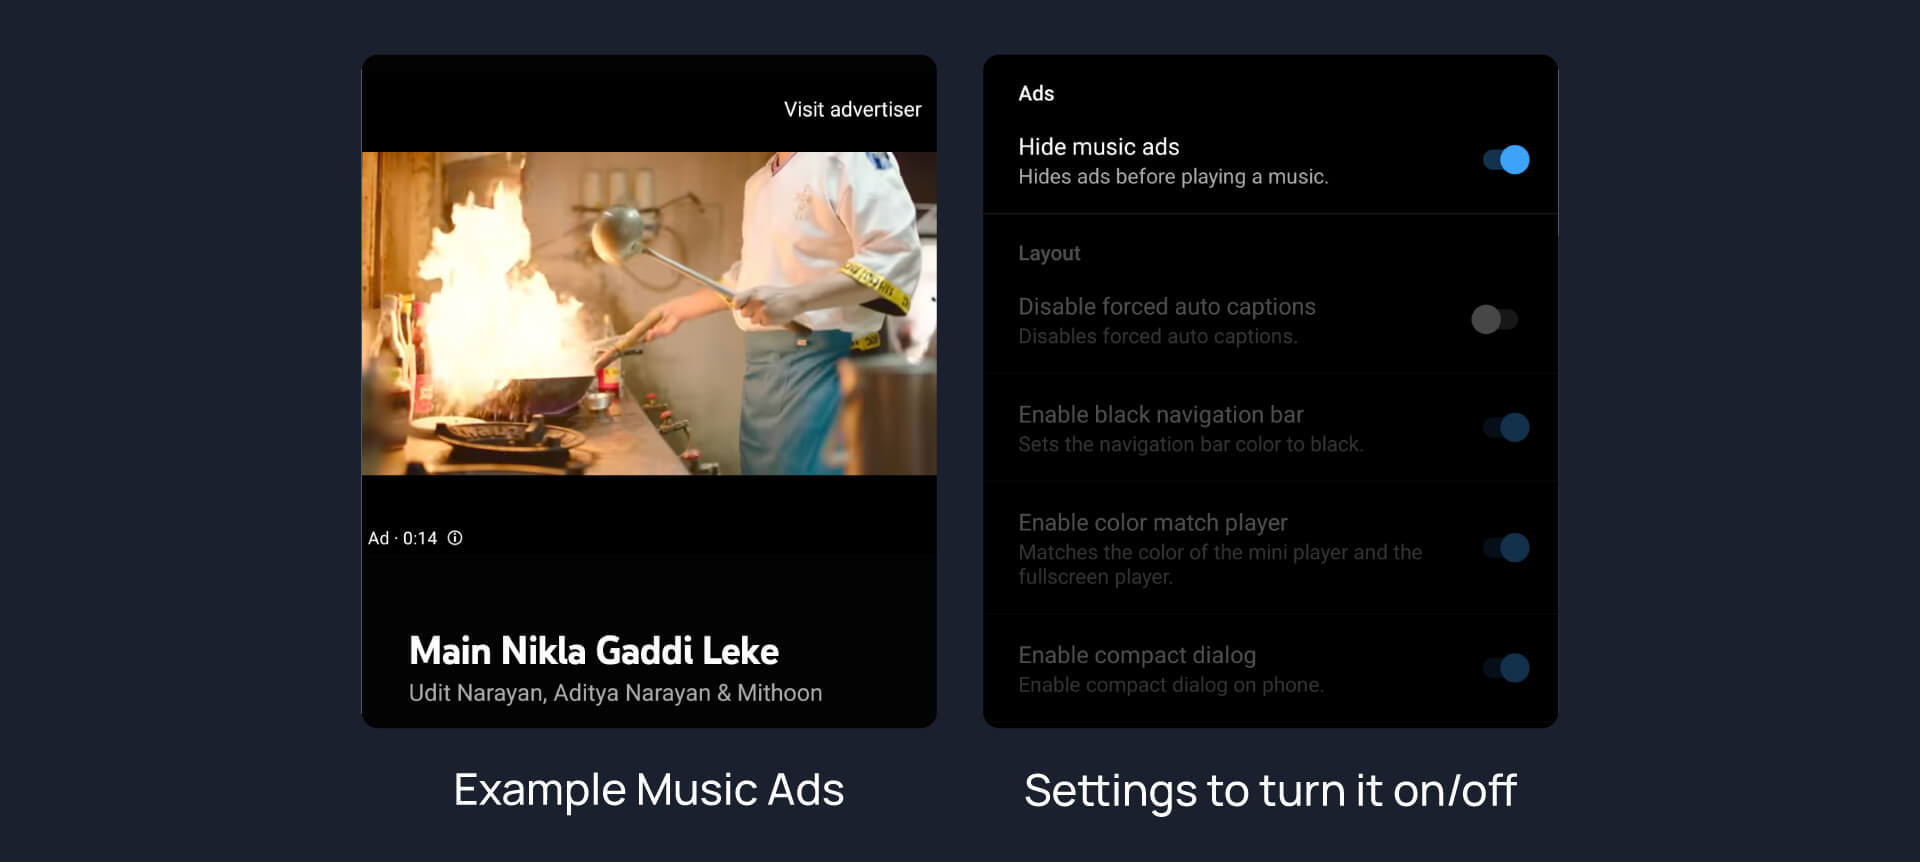 Visit advertiser
Ad · 0:14
Main Nikla Gaddi Leke
Udit Narayan, Aditya Narayan & Mithoon
Example Music Ads
Ads
Hide music ads
Hides ads before playing a music.
Layout
Disable forced auto captions
Disables forced auto captions.
Enable black navigation bar
Sets the navigation bar color to black.
Enable color match player
Matches the color of the mini player and the
fullscreen player.
Enable compact dialog
Enable compact dialog on phone.
Settings to turn it on/off